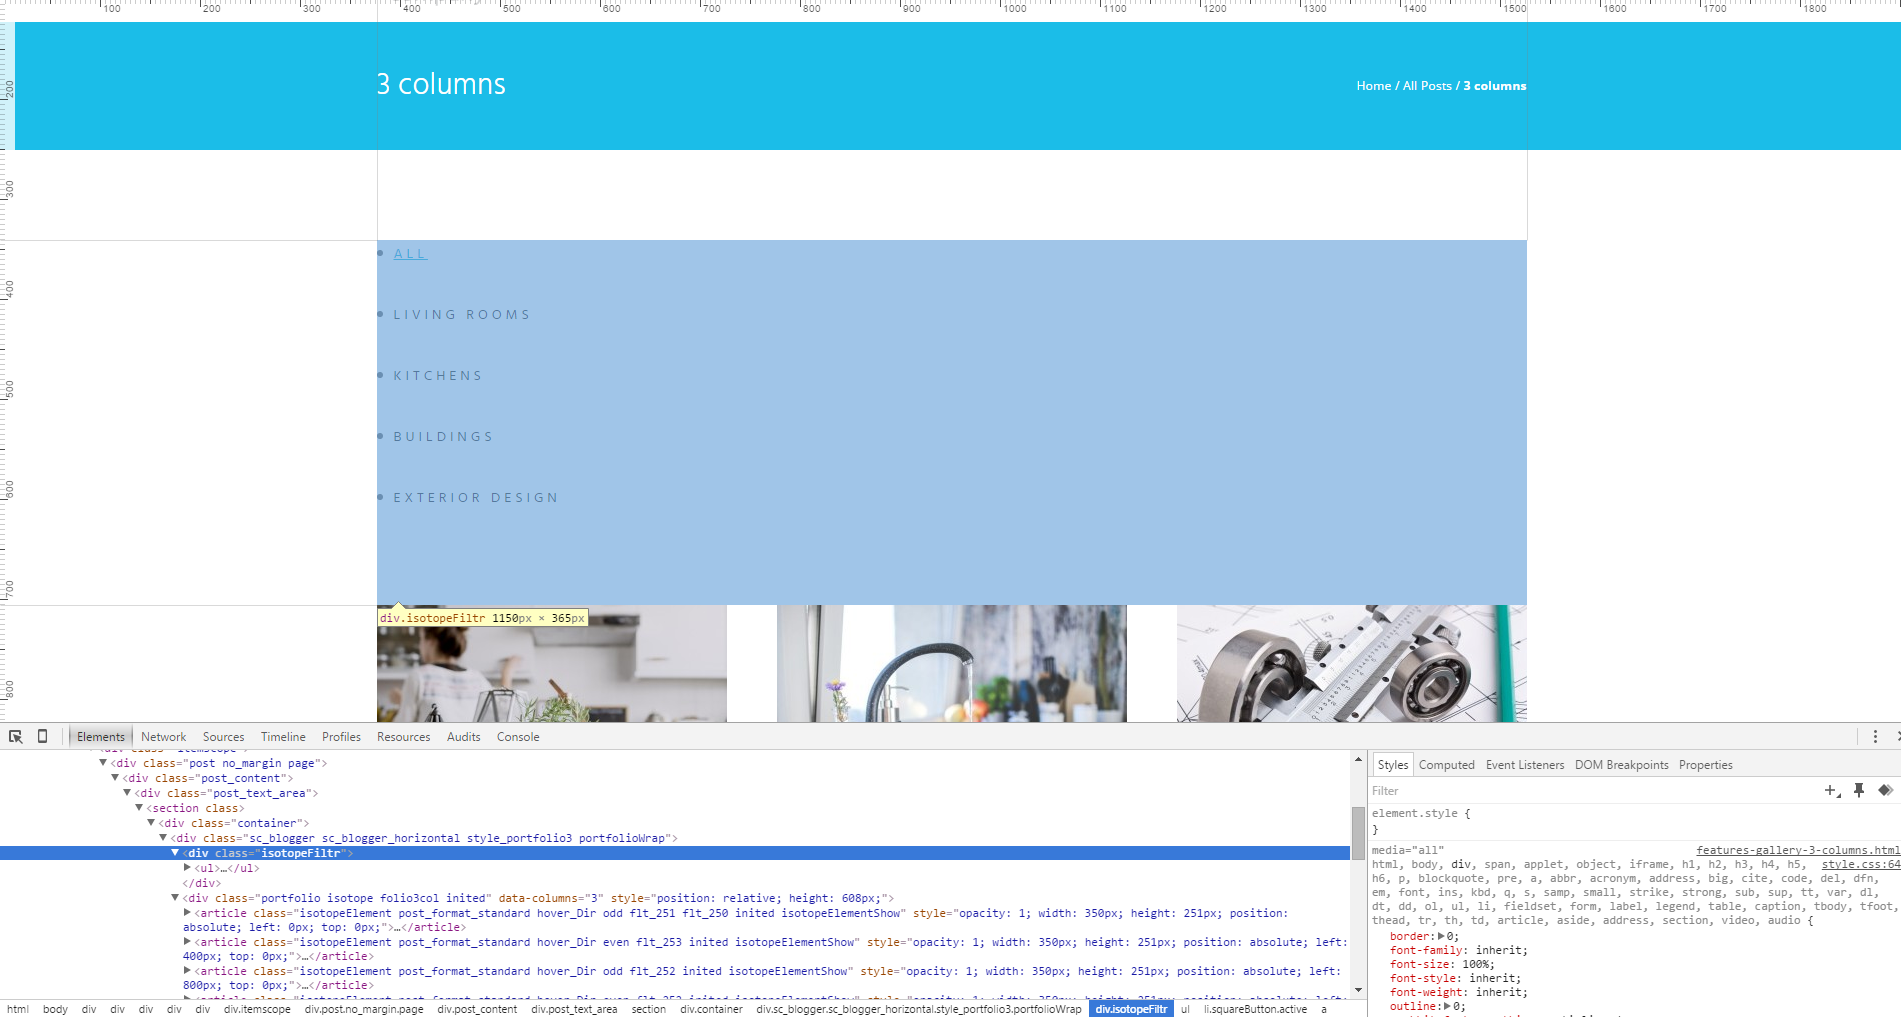 100 200 300 400 500 600 700 800 900 1000 1100 1200 1300 1400 1500 1600 1700 1800
200
300
400
500
600
700
800
3 columns
Home / All Posts / 3 columns
ALL
LIVING ROOMS
KITCHENS
BUILDINGS
EXTERIOR DESIGN
div.isotopeFiltr 1150px × 365px
Elements Network Sources Timeline Profiles Resources Audits Console
<div class="post no_margin page">
<div class="post_content">
<div class="post_text_area">
<section class>
<div class="container">
<div class="sc_blogger sc_blogger_horizontal style_portfolio3 portfolioWrap">
<div class="isotopeFiltr">
<ul>…</ul>
</div>
<div class="portfolio isotope folio3col inited" data-columns="3" style="position: relative; height: 608px;">
<article class="isotopeElement post_format_standard hover_Dir odd flt_251 flt_250 inited isotopeElementShow" style="opacity: 1; width: 350px; height: 251px; position:
absolute; left: 0px; top: 0px;">…</article>
<article class="isotopeElement post_format_standard hover_Dir even flt_253 inited isotopeElementShow" style="opacity: 1; width: 350px; height: 251px; position: absolute; left:
400px; top: 0px;">…</article>
<article class="isotopeElement post_format_standard hover_Dir odd flt_252 inited isotopeElementShow" style="opacity: 1; width: 350px; height: 251px; position: absolute; left:
800px; top: 0px;">…</article>
html body div div div div div div.itemscope div.post.no_margin.page div.post_content div.post_text_area section div.container div.sc_blogger.sc_blogger_horizontal.style_portfolio3.portfolioWrap div.isotopeFiltr ul li.squareButton.active a
Styles Computed Event Listeners DOM Breakpoints Properties
Filter
element.style {
}
media="all" features-gallery-3-columns.html
html, body, div, span, applet, object, iframe, h1, h2, h3, h4, h5, style.css:64
h6, p, blockquote, pre, a, abbr, acronym, address, big, cite, code, del, dfn,
em, font, ins, kbd, q, s, samp, small, strike, strong, sub, sup, tt, var, dl,
dt, dd, ol, ul, li, fieldset, form, label, legend, table, caption, tbody, tfoot,
thead, tr, th, td, article, aside, address, section, video, audio {
border: 0;
font-family: inherit;
font-size: 100%;
font-style: inherit;
font-weight: inherit;
outline: 0;